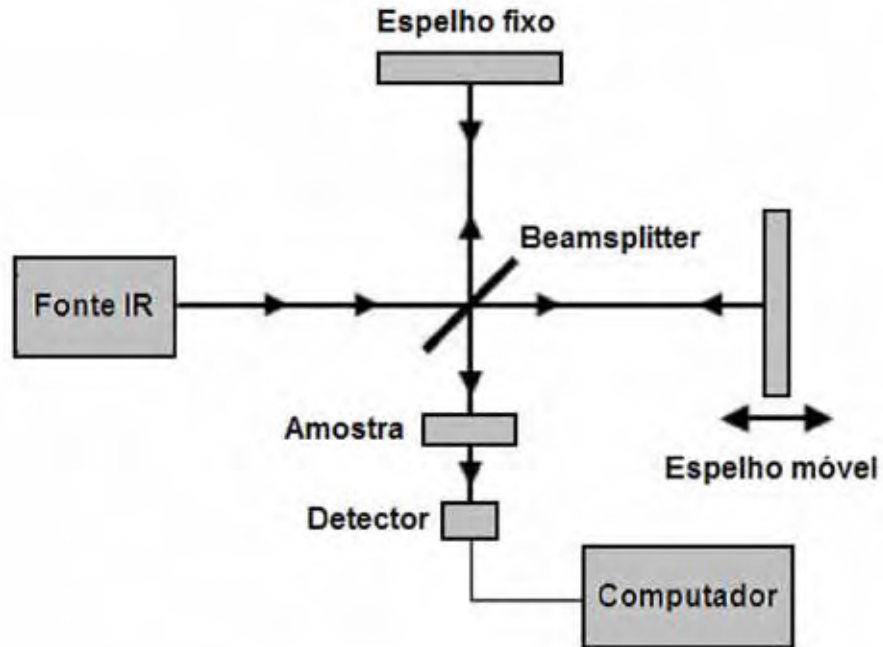 Espelho fixo
Beamsplitter
Fonte IR
Amostra
Espelho móvel
Detector
Computador